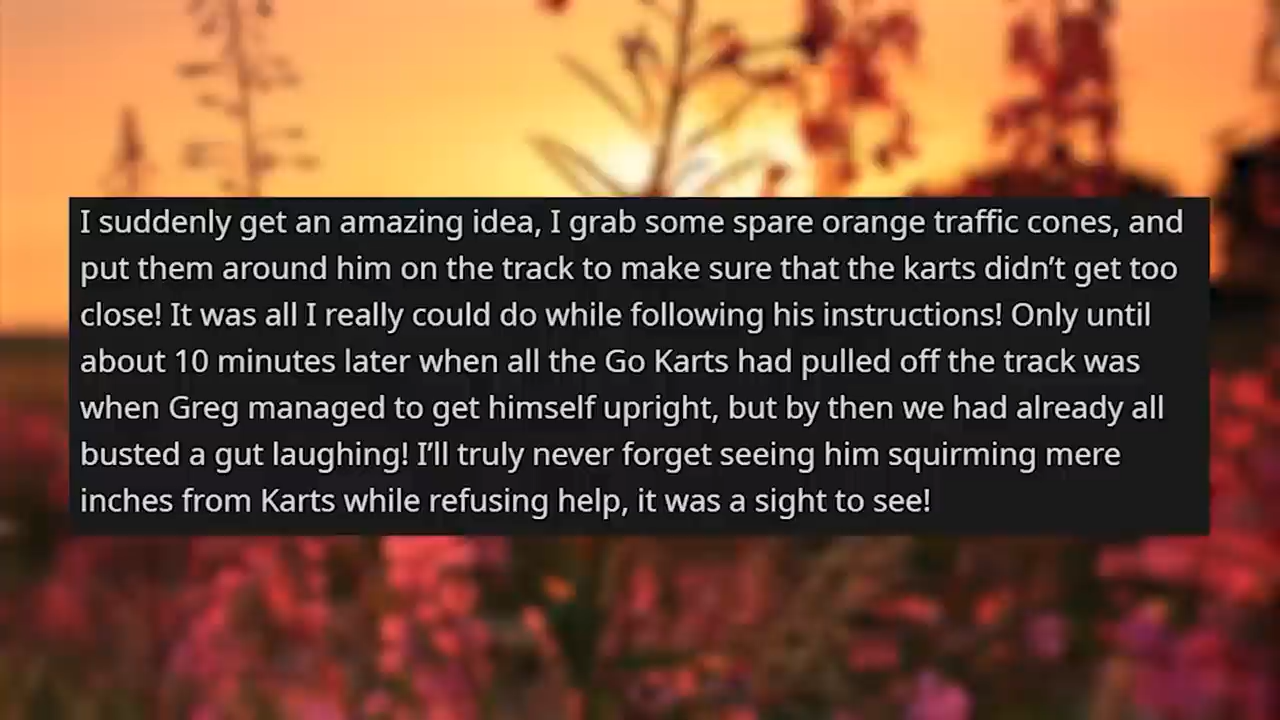 I suddenly get an amazing idea, I grab some spare orange traffic cones, and
put them around him on the track to make sure that the karts didn’t get too
close! It was all I really could do while following his instructions! Only until
about 10 minutes later when all the Go Karts had pulled off the track was
when Greg managed to get himself upright, but by then we had already all
busted a gut laughing! I’ll truly never forget seeing him squirming mere
inches from Karts while refusing help, it was a sight to see!